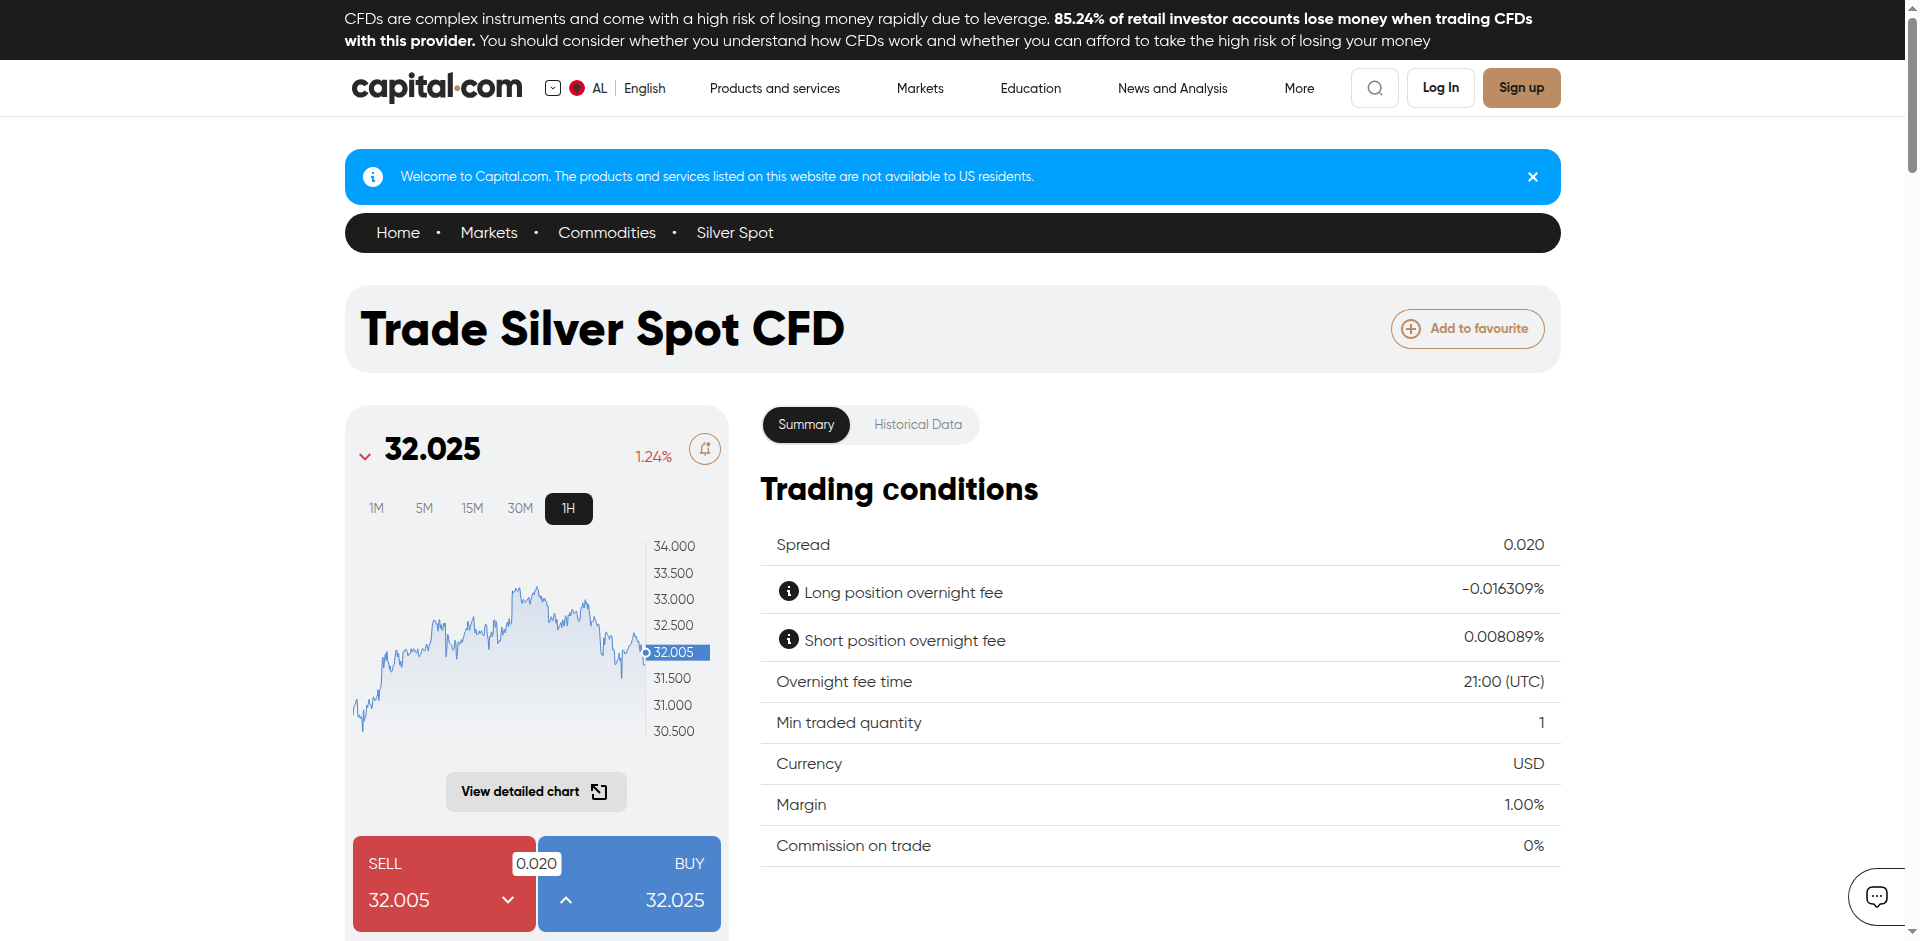 CFDs are complex instruments and come with a high risk of losing money rapidly due to leverage. 85.24% of retail investor accounts lose money when trading CFDs
with this provider. You should consider whether you understand how CFDs work and whether you can afford to take the high risk of losing your money
capital.com
AL English
Products and services
Markets
Education
News and Analysis
More
Log In
Sign up
Welcome to Capital.com. The products and services listed on this website are not available to US residents.
Home • Markets • Commodities • Silver Spot
Trade Silver Spot CFD
Add to favourite
32.025
1.24%
1M 5M 15M 30M 1H
34.000
33.500
33.000
32.500
32.005
31.500
31.000
30.500
View detailed chart
SELL 0.020 BUY
32.005 32.025
Summary Historical Data
Trading conditions
Spread 0.020
Long position overnight fee -0.016309%
Short position overnight fee 0.008089%
Overnight fee time 21:00 (UTC)
Min traded quantity 1
Currency USD
Margin 1.00%
Commission on trade 0%